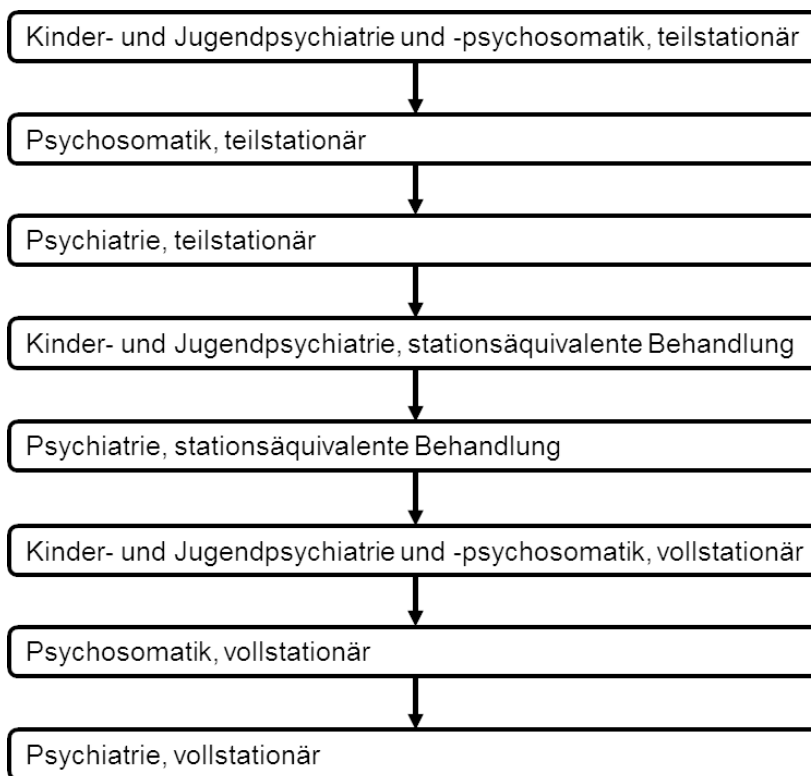 Kinder- und Jugendpsychiatrie und -psychosomatik, teilstationär
Psychosomatik, teilstationär
Psychiatrie, teilstationär
Kinder- und Jugendpsychiatrie, stationsäquivalente Behandlung
Psychiatrie, stationsäquivalente Behandlung
Kinder- und Jugendpsychiatrie und -psychosomatik, vollstationär
Psychosomatik, vollstationär
Psychiatrie, vollstationär